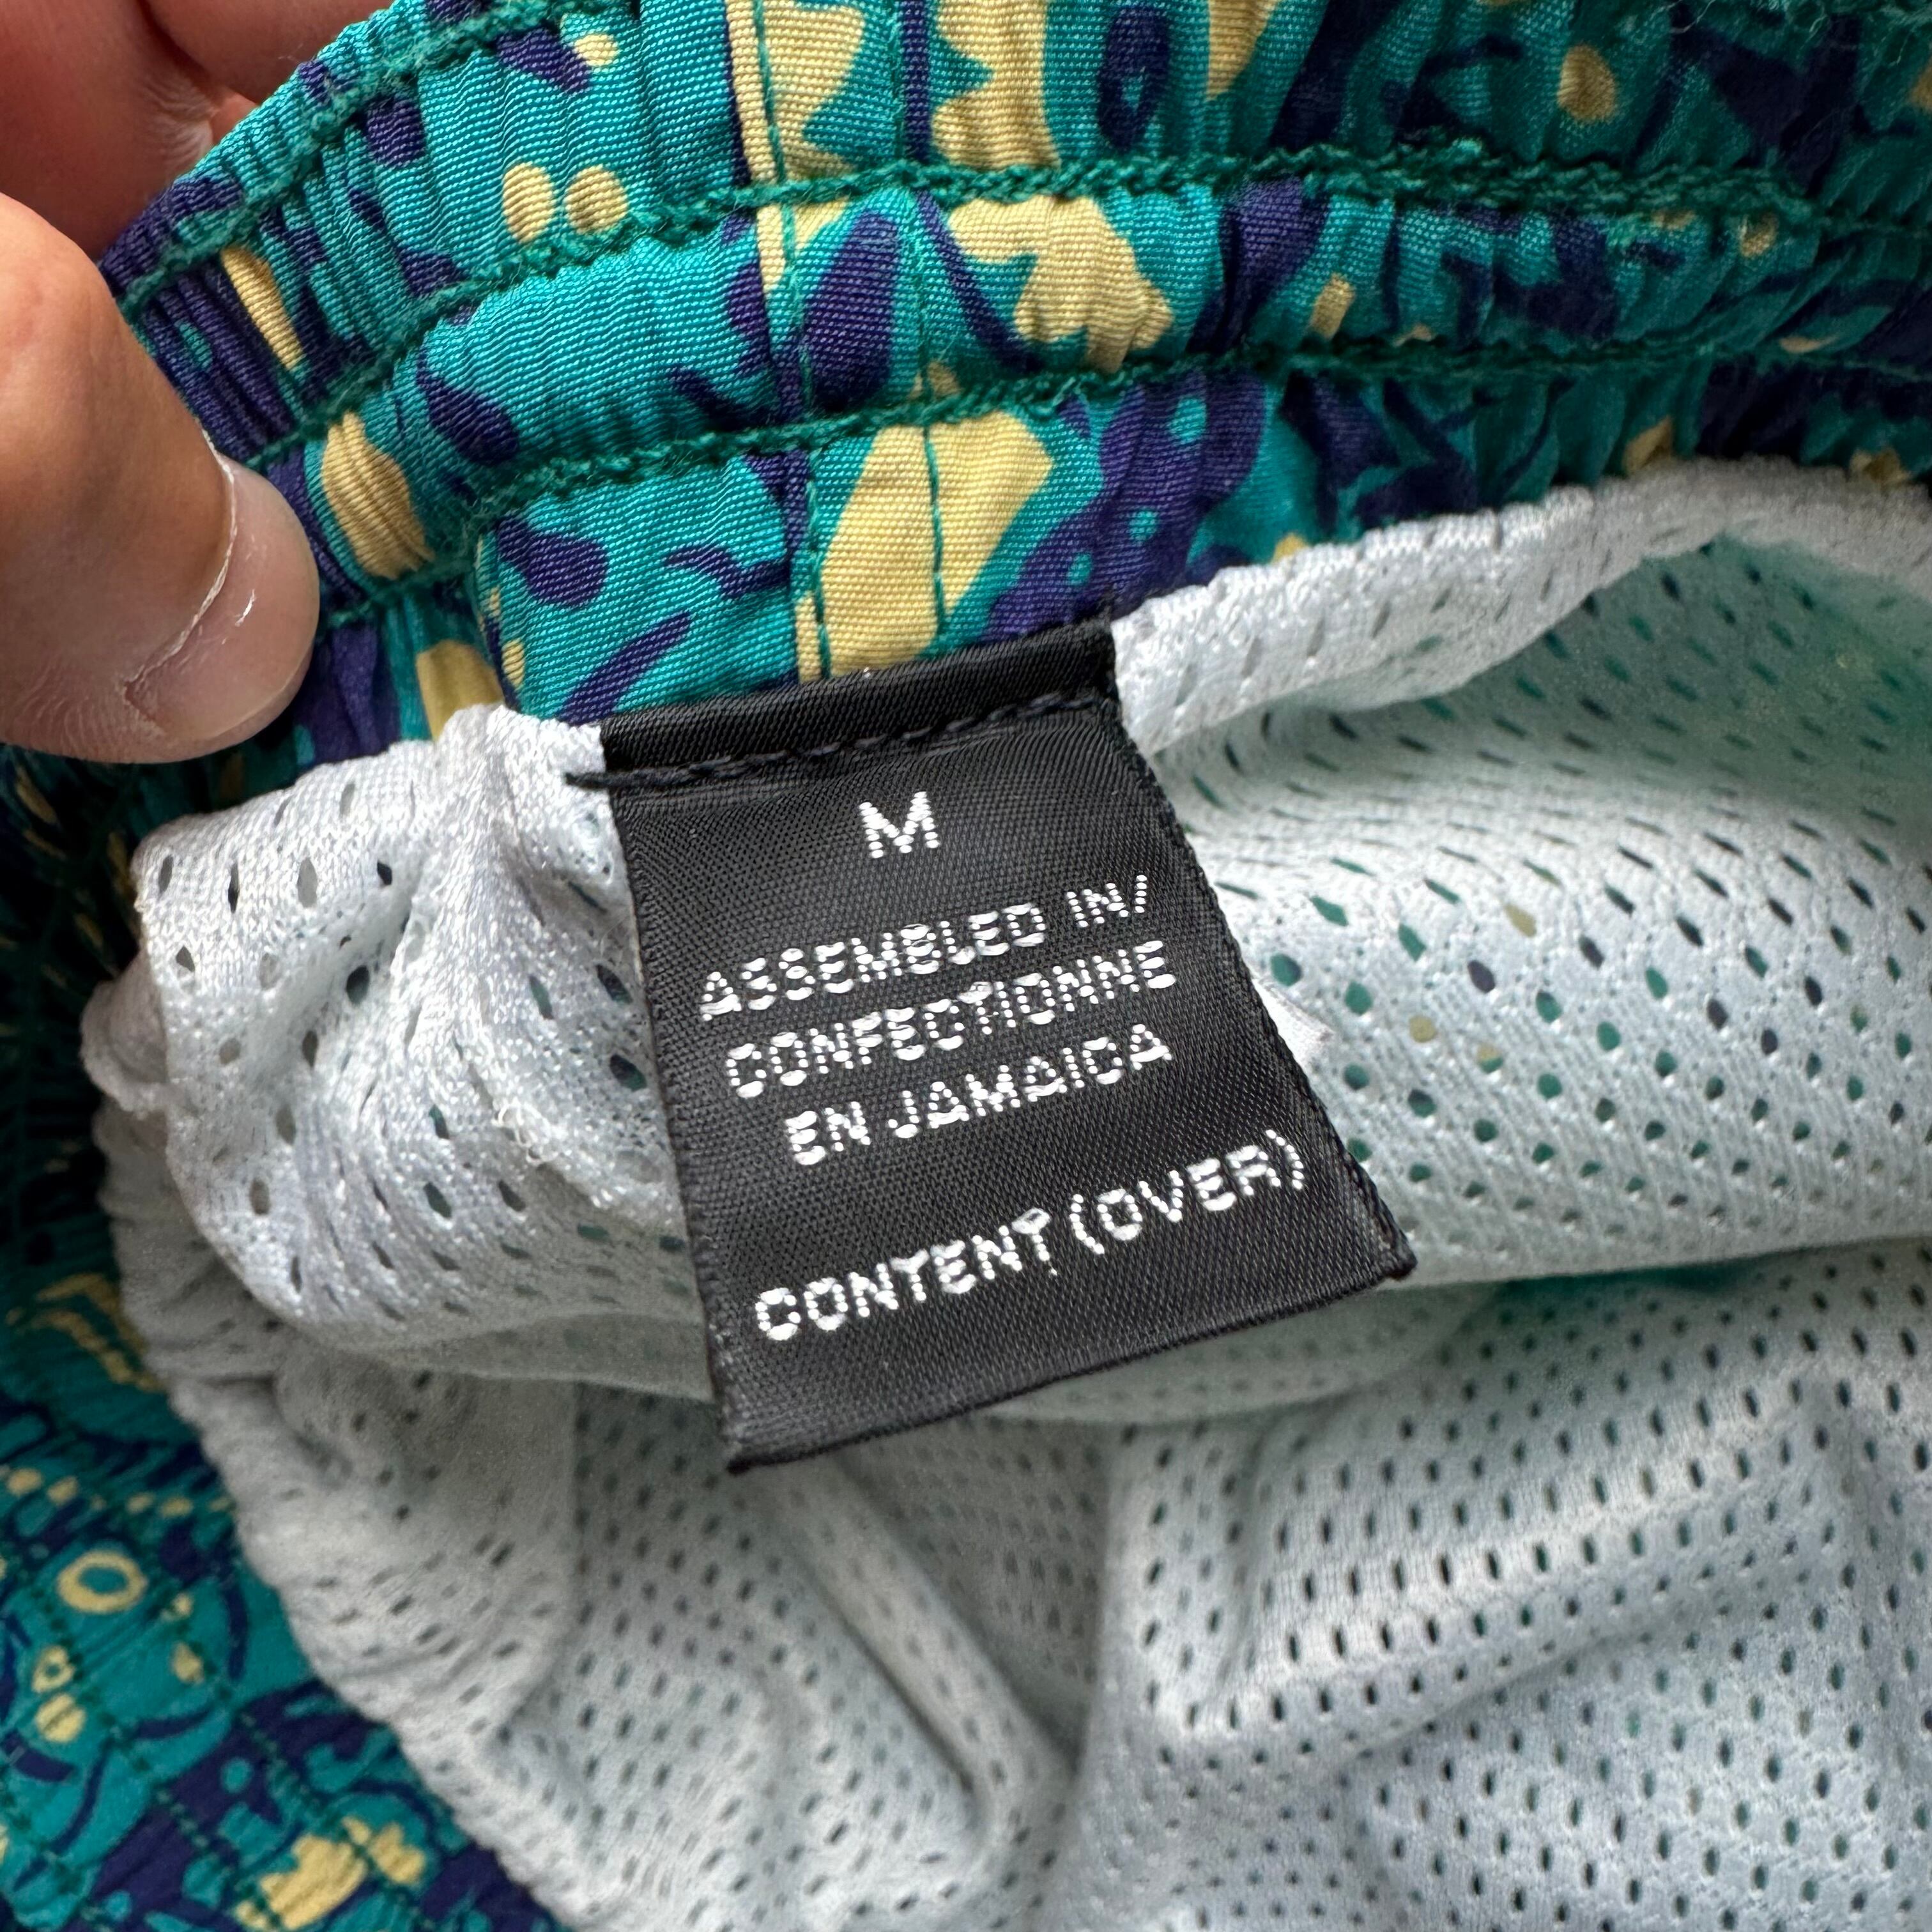 M
ASSEMBLED IN/
CONFECTIONNE
EN JAMAICA
CONTENT (OVER)